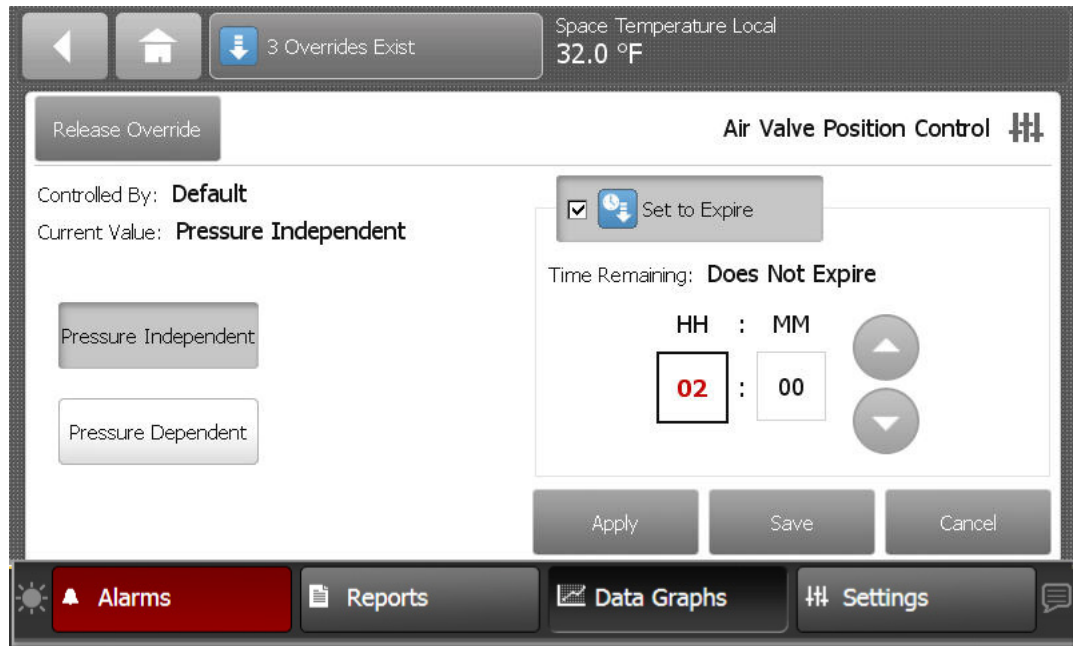 3 Overrides Exist
Space Temperature Local
32.0 °F
Release Override
Air Valve Position Control
Controlled By: Default
Current Value: Pressure Independent
Set to Expire
Time Remaining: Does Not Expire
HH : MM
02 : 00
Pressure Independent
Pressure Dependent
Apply
Save
Cancel
Alarms
Reports
Data Graphs
Settings